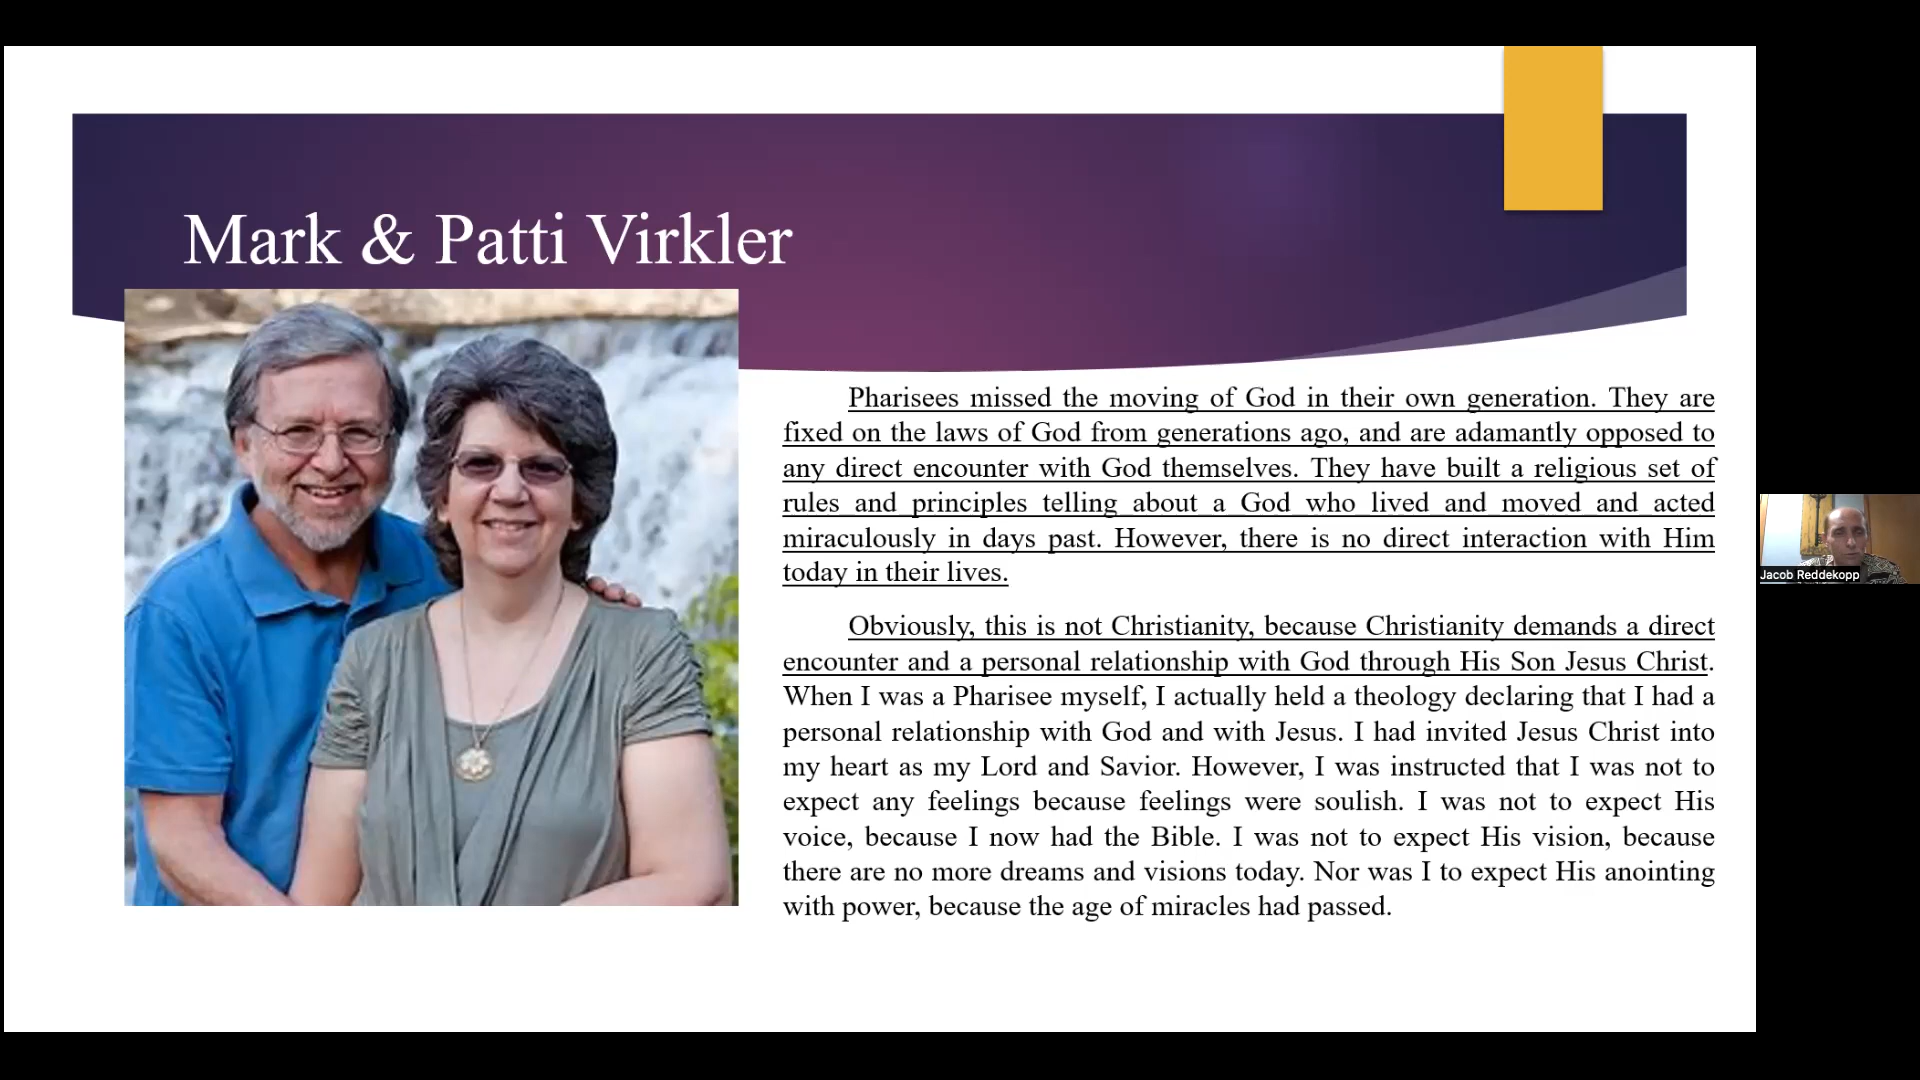 Mark & Patti Virkler
Pharisees missed the moving of God in their own generation. They are
fixed on the laws of God from generations ago, and are adamantly opposed to
any direct encounter with God themselves. They have built a religious set of
rules and principles telling about a God who lived and moved and acted
miraculously in days past. However, there is no direct interaction with Him
today in their lives.
Obviously, this is not Christianity, because Christianity demands a direct
encounter and a personal relationship with God through His Son Jesus Christ.
When I was a Pharisee myself, I actually held a theology declaring that I had a
personal relationship with God and with Jesus. I had invited Jesus Christ into
my heart as my Lord and Savior. However, I was instructed that I was not to
expect any feelings because feelings were soulish. I was not to expect His
voice, because I now had the Bible. I was not to expect His vision, because
there are no more dreams and visions today. Nor was I to expect His anointing
with power, because the age of miracles had passed.
Jacob Reddekopp